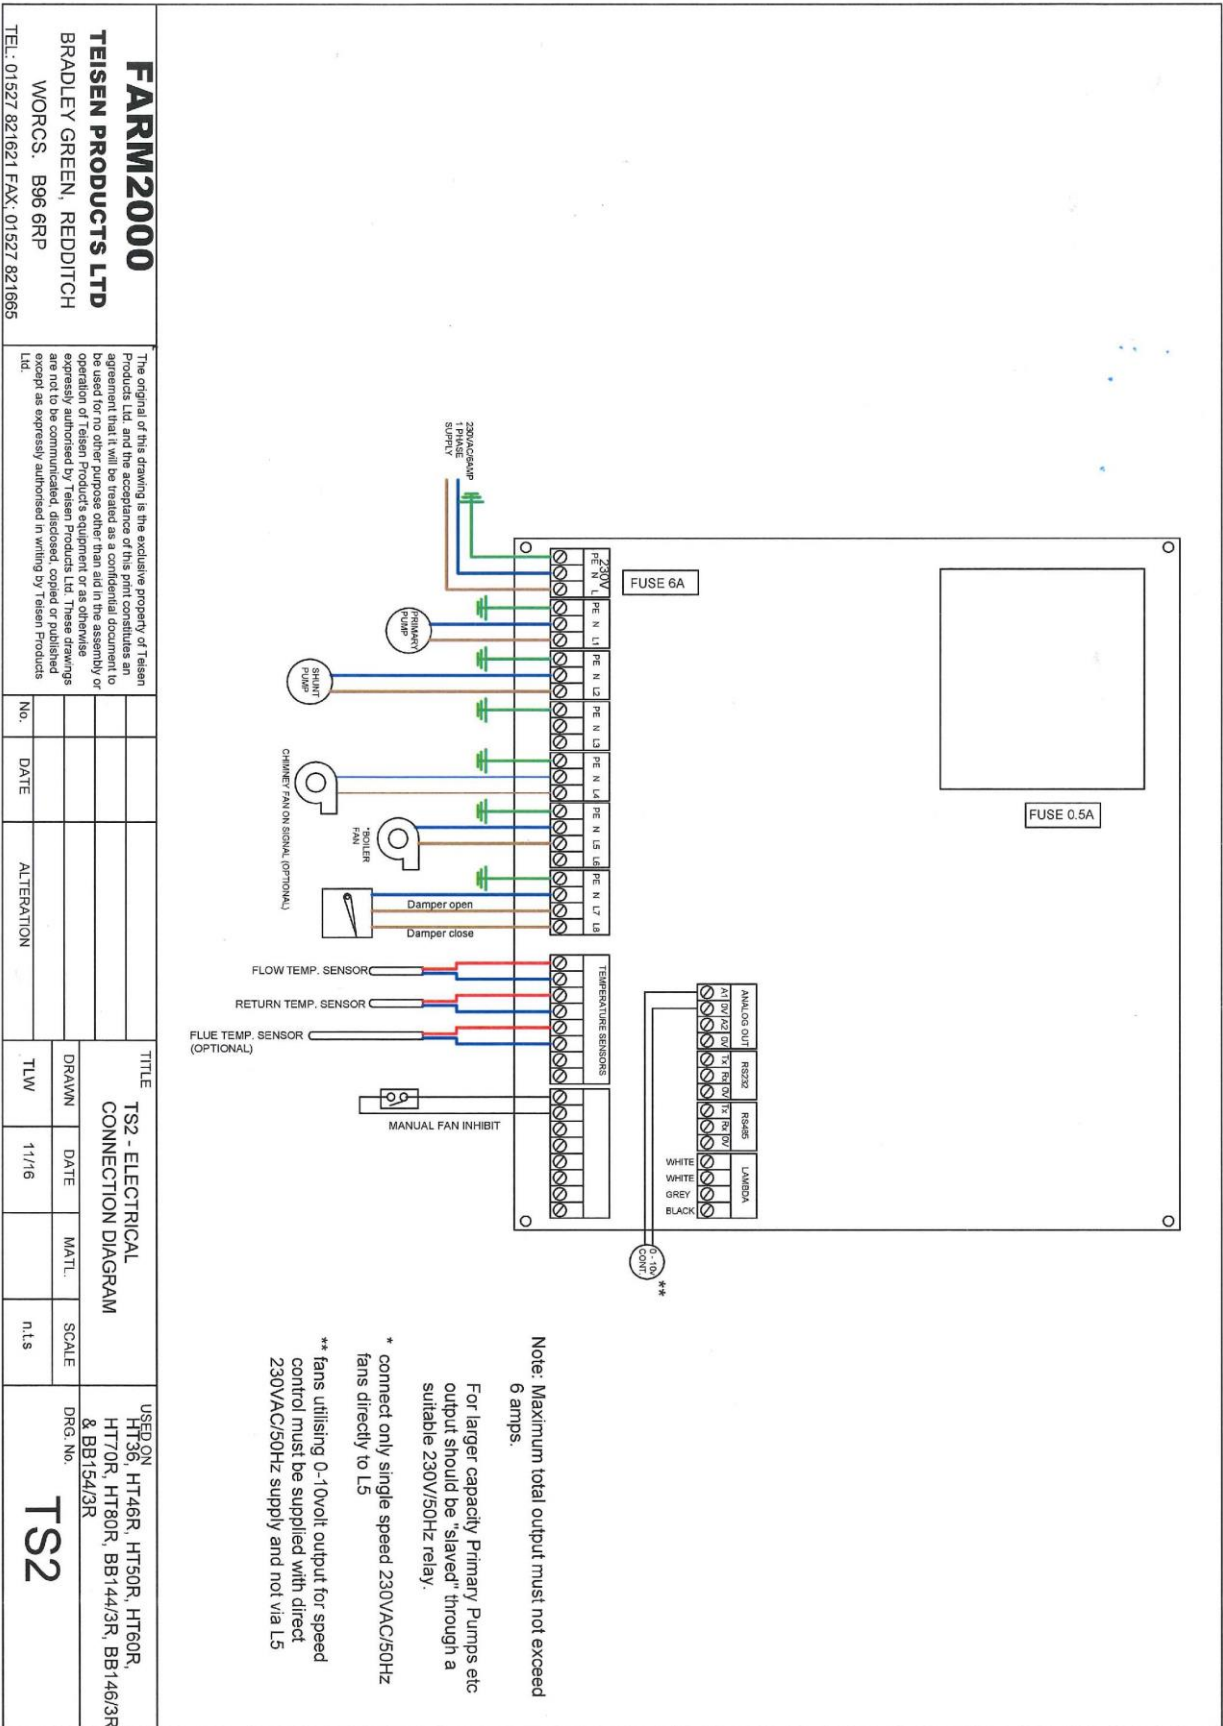 230VAC/6AMP
1 PHASE
SUPPLY
230V
PE N L
FUSE 6A
PE N L1
PRIMARY
PUMP
PE N L2
SHUNT
PUMP
PE N L3
PE N L4
CHIMNEY FAN ON SIGNAL (OPTIONAL)
PE N L5 L6
*BOILER
FAN
PE N L7 L8
Damper open
Damper close
FUSE 0.5A
FLOW TEMP. SENSOR
RETURN TEMP. SENSOR
FLUE TEMP. SENSOR
(OPTIONAL)
TEMPERATURE SENSORS
MANUAL FAN INHIBIT
ANALOG OUT
A1 0V A2 0V
RS232
Tx Rx 0V
RS485
Tx Rx 0V
LAMBDA
WHITE
WHITE
GREY
BLACK
0 - 10v
CONT.
**
Note: Maximum total output must not exceed
6 amps.
For larger capacity Primary Pumps etc
output should be "slaved" through a
suitable 230V/50Hz relay.
* connect only single speed 230VAC/50Hz
fans directly to L5
** fans utilising 0-10volt output for speed
control must be supplied with direct
230VAC/50Hz supply and not via L5
FARM2000
TEISEN PRODUCTS LTD
BRADLEY GREEN, REDDITCH
WORCS. B96 6RP
TEL: 01527 821621 FAX; 01527 821665
The original of this drawing is the exclusive property of Teisen
Products Ltd. and the acceptance of this print constitutes an
agreement that it will be treated as a confidential document to
be used for no other purpose other than aid in the assembly or
operation of Teisen Product's equipment or as otherwise
expressly authorised by Teisen Products Ltd. These drawings
are not to be communicated, disclosed, copied or published
except as expressly authorised in writing by Teisen Products
Ltd.
No. DATE ALTERATION
TITLE
TS2 - ELECTRICAL
CONNECTION DIAGRAM
DRAWN DATE MATL. SCALE
TLW 11/16 n.t.s
USED ON
HT36, HT46R, HT50R, HT60R,
HT70R, HT80R, BB144/3R, BB146/3R
& BB154/3R
DRG. No.
TS2